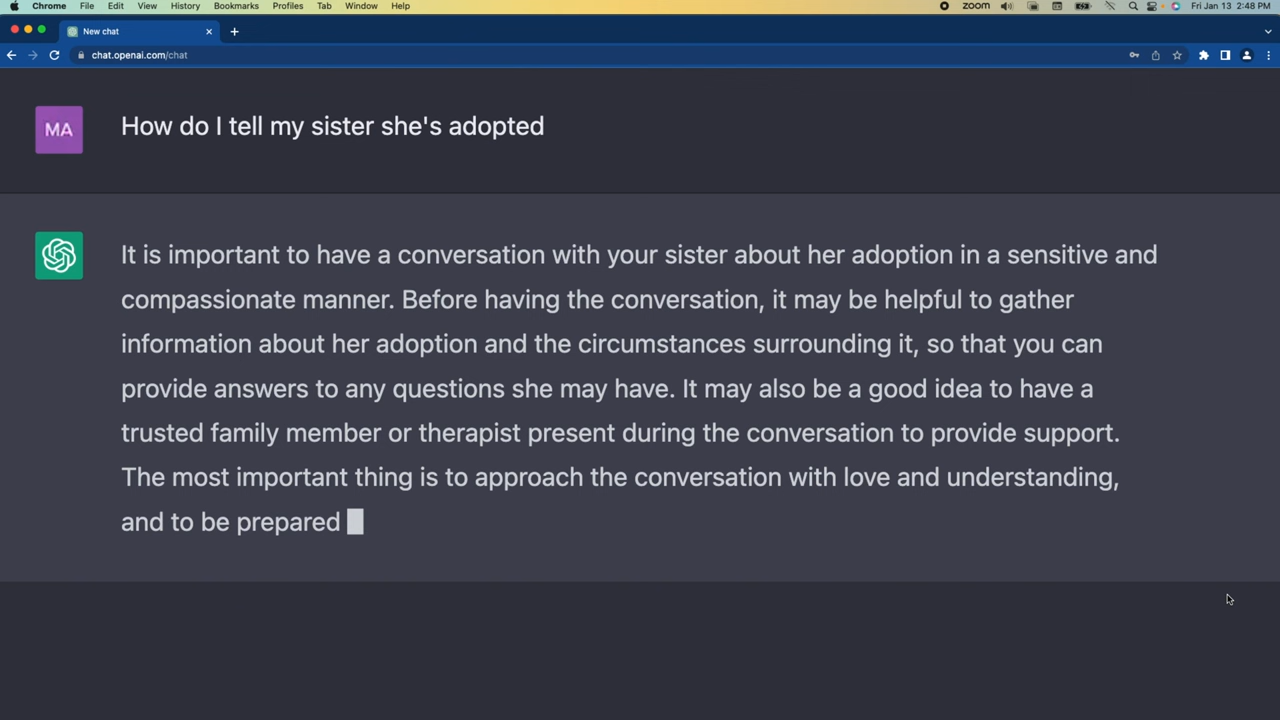 Chrome File Edit View History Bookmarks Profiles Tab Window Help zoom Fri Jan 13 2:48 PM
New chat
chat.openai.com/chat
MA
How do I tell my sister she's adopted
It is important to have a conversation with your sister about her adoption in a sensitive and
compassionate manner. Before having the conversation, it may be helpful to gather
information about her adoption and the circumstances surrounding it, so that you can
provide answers to any questions she may have. It may also be a good idea to have a
trusted family member or therapist present during the conversation to provide support.
The most important thing is to approach the conversation with love and understanding,
and to be prepared